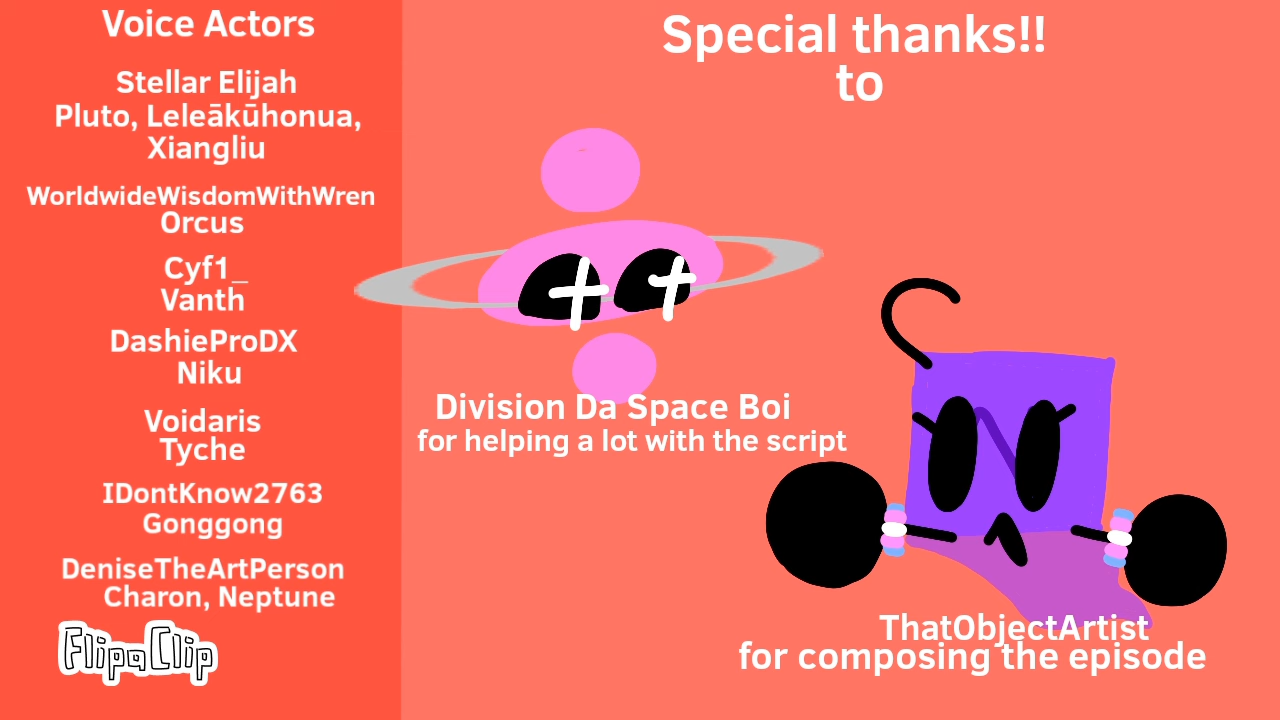 Voice Actors
Stellar Elijah
Pluto, Leleākūhonua,
Xiangliu
WorldwideWisdomWithWren
Orcus
Cyf1_
Vanth
DashieProDX
Niku
Voidaris
Tyche
IDontKnow2763
Gonggong
DeniseTheArtPerson
Charon, Neptune
FlipaClip
Special thanks!!
to
Division Da Space Boi
for helping a lot with the script
ThatObjectArtist
for composing the episode